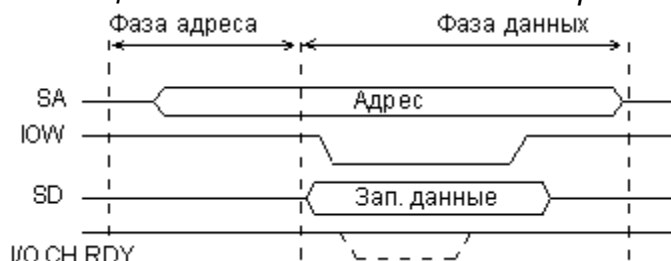 Фаза адреса Фаза данных
SA Адрес
IOW
SD Зап. данные
I/O CH RDY